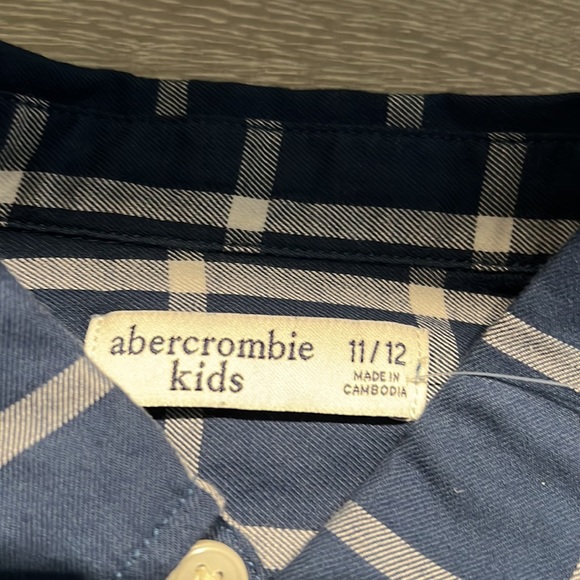 abercrombie
kids
11/12
MADE IN
CAMBODIA